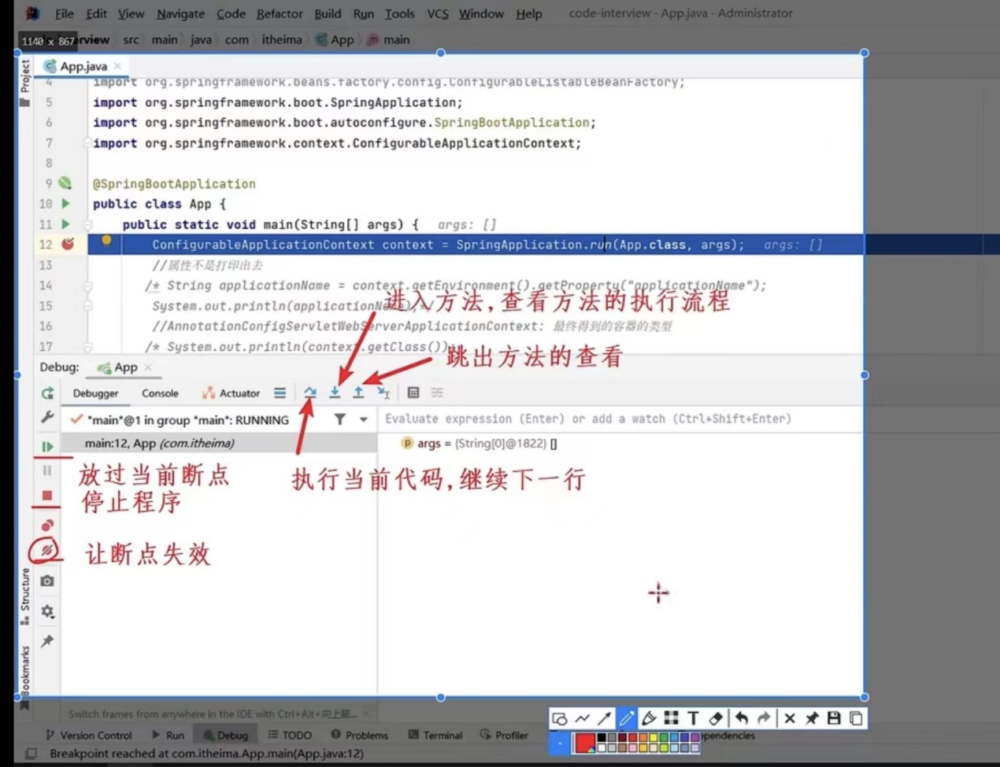 File Edit View Navigate Code Refactor Build Run Tools VCS Window Help code-interview - App.java - Administrator
1140 x 867
src main java com itheima App main
Project
App.java
4 import org.springframework.beans.factory.config.ConfigurableListableBeanFactory;
5 import org.springframework.boot.SpringApplication;
6 import org.springframework.boot.autoconfigure.SpringBootApplication;
7 import org.springframework.context.ConfigurableApplicationContext;
8
9 @SpringBootApplication
10 public class App {
11 public static void main(String[] args) { args: []
12 ConfigurableApplicationContext context = SpringApplication.run(App.class, args); args: []
13 //属性不是打印出去
14 /* String applicationName = context.getEnvironment().getProperty("applicationName");
15 System.out.println(applicationName);*/
进入方法,查看方法的执行流程
16 //AnnotationConfigServletWebServerApplicationContext: 最终得到的容器的类型
17 /* System.out.println(context.getClass());
跳出方法的查看
Debug: App
Debugger Console Actuator
"main"@1 in group "main": RUNNING
Evaluate expression (Enter) or add a watch (Ctrl+Shift+Enter)
main:12, App (com.itheima)
args = {String[0]@1822} []
放过当前断点
执行当前代码,继续下一行
停止程序
让断点失效
Structure
Bookmarks
Switch frames from anywhere in the IDE with Ctrl+Alt+向上箭...
Version Control Run Debug TODO Problems Terminal Profiler ependencies
Breakpoint reached at com.itheima.App.main(App.java:12)